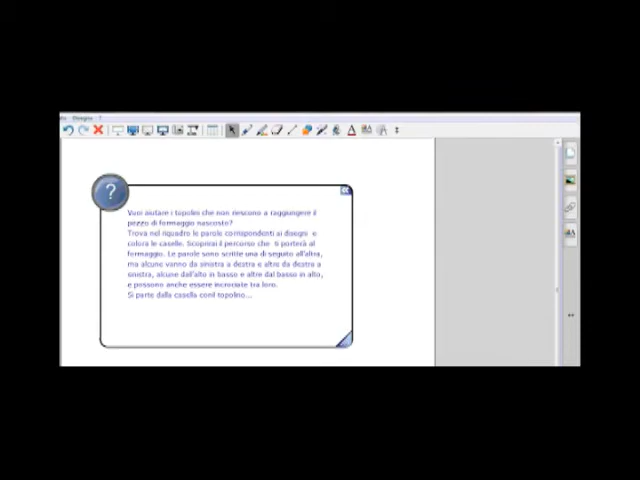 Disegno ?
?
Vuoi aiutare i topolini che non riescono a raggiungere il
pezzo di formaggio nascosto?
Trova nel riquadro le parole corrispondenti ai disegni e
colora le caselle. Scoprirai il percorso che ti porterà al
formaggio. Le parole sono scritte una di seguito all'altra,
ma alcune vanno da sinistra a destra e altre da destra a
sinistra, alcune dall'alto in basso e altre dal basso in alto,
e possono anche essere incrociate tra loro.
Si parte dalla casella conil topolino...